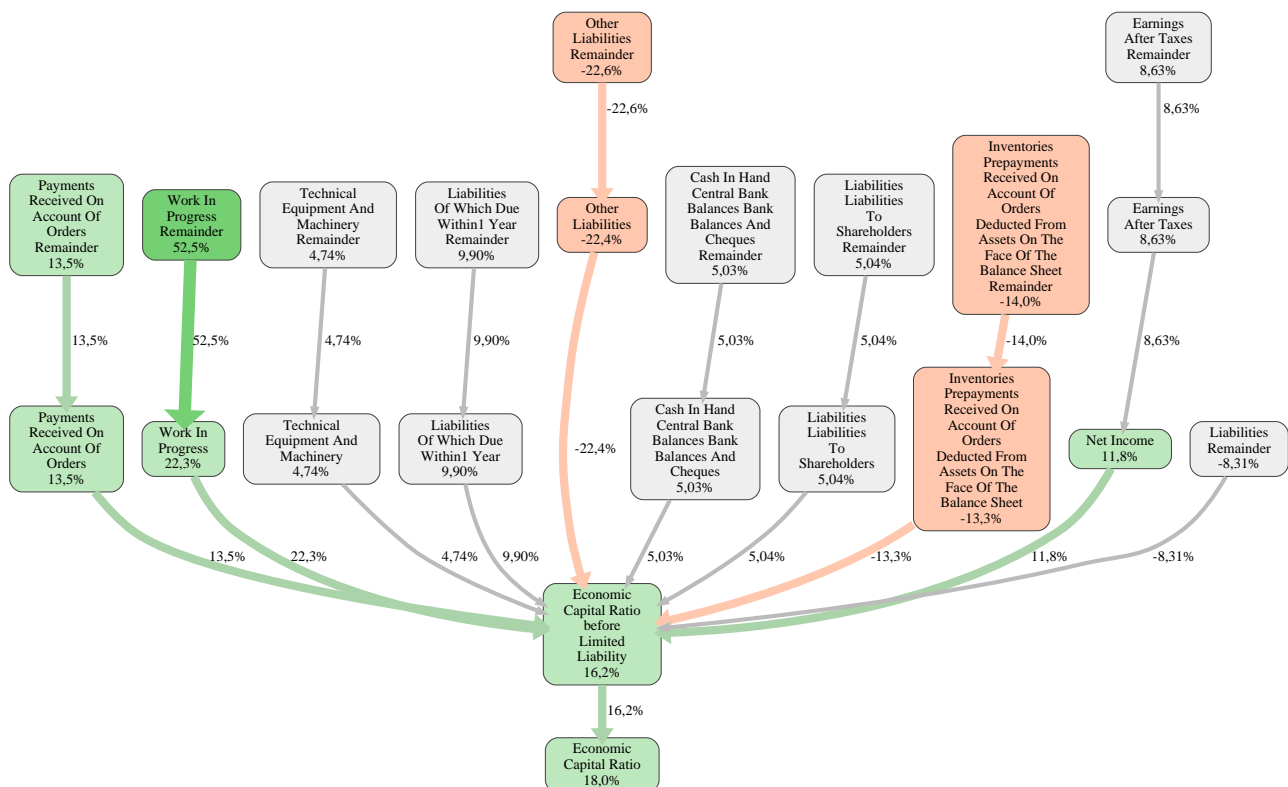 Other
Liabilities
Remainder
-22,6%
Earnings
After Taxes
Remainder
8,63%
-22,6%
8,63%
Payments
Received On
Account Of
Orders
Remainder
13,5%
Work In
Progress
Remainder
52,5%
Technical
Equipment And
Machinery
Remainder
4,74%
Liabilities
Of Which Due
Within1 Year
Remainder
9,90%
Other
Liabilities
-22,4%
Cash In Hand
Central Bank
Balances Bank
Balances And
Cheques
Remainder
5,03%
Liabilities
Liabilities
To
Shareholders
Remainder
5,04%
Inventories
Prepayments
Received On
Account Of
Orders
Deducted From
Assets On The
Face Of The
Balance Sheet
Remainder
-14,0%
Earnings
After Taxes
8,63%
13,5%
52,5%
4,74%
9,90%
5,03%
5,04%
-14,0%
8,63%
Payments
Received On
Account Of
Orders
13,5%
Work In
Progress
22,3%
Technical
Equipment And
Machinery
4,74%
Liabilities
Of Which Due
Within1 Year
9,90%
-22,4%
Cash In Hand
Central Bank
Balances Bank
Balances And
Cheques
5,03%
Liabilities
Liabilities
To
Shareholders
5,04%
Inventories
Prepayments
Received On
Account Of
Orders
Deducted From
Assets On The
Face Of The
Balance Sheet
-13,3%
Net Income
11,8%
Liabilities
Remainder
-8,31%
13,5%
22,3%
4,74%
9,90%
5,03%
5,04%
-13,3%
11,8%
-8,31%
Economic
Capital Ratio
before
Limited
Liability
16,2%
16,2%
Economic
Capital Ratio
18,0%